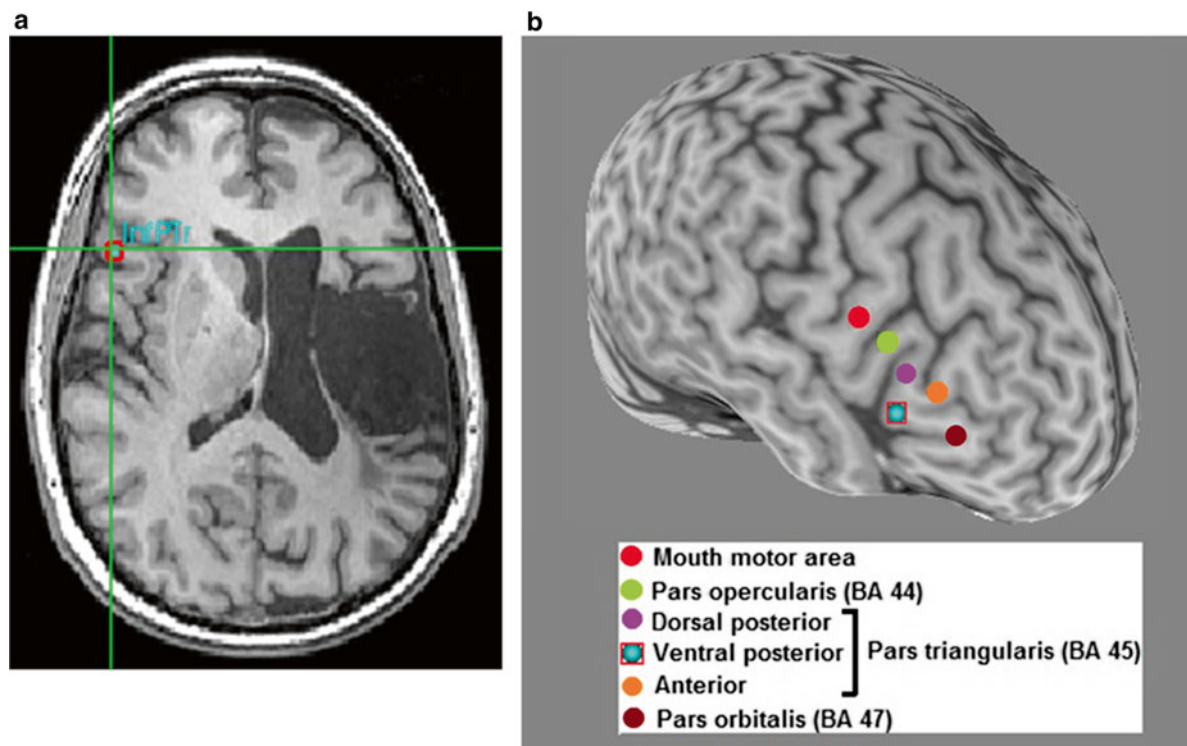 a
b
InfPTr
Mouth motor area
Pars opercularis (BA 44)
Dorsal posterior
Ventral posterior
Pars triangularis (BA 45)
Anterior
Pars orbitalis (BA 47)